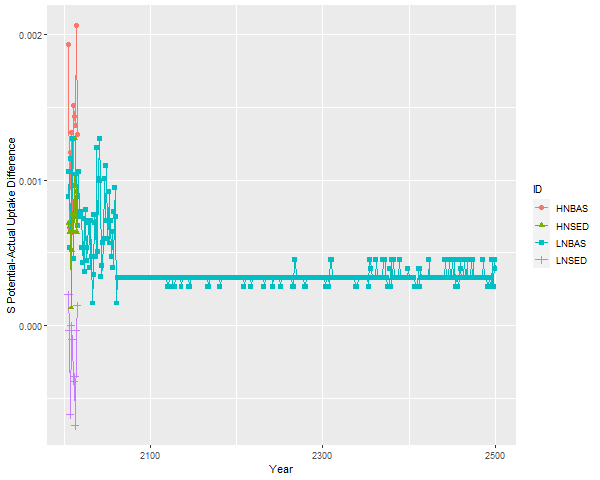 0.002
0.001
0.000
S Potential-Actual Uptake Difference
2100
2300
2500
Year
ID
HNBAS
HNSED
LNBAS
LNSED